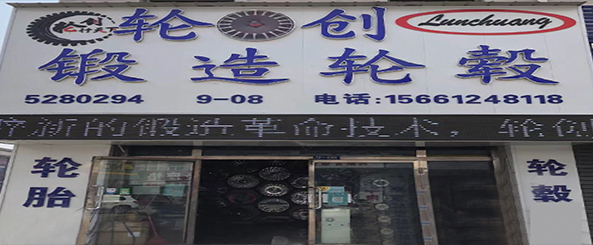 轮 创 Lunchuang
锻造轮毂
5280294 9-08 电话:15661248118
新的锻造革命技术，轮创
轮胎
轮毂